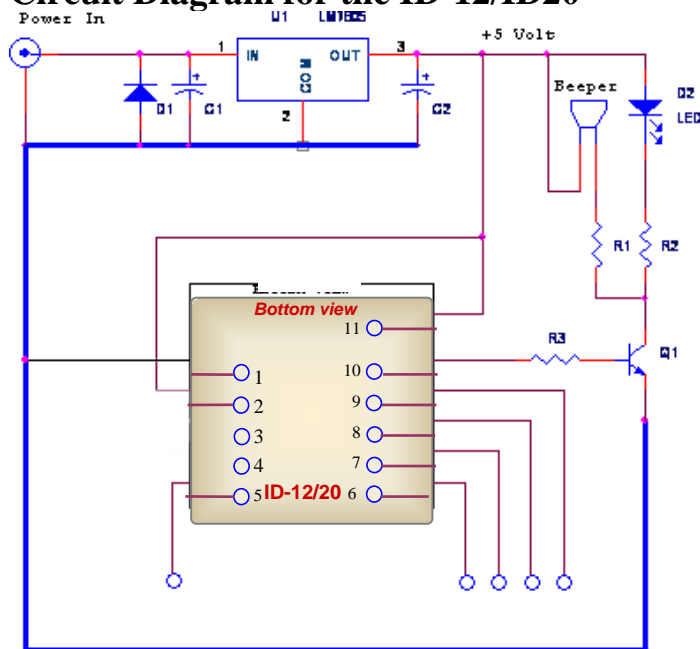 Circuit Diagram for the ID-12/ID20
Power In
U1 LM7805
+5 Volt
1 IN OUT 3
COM
2
D1
C1
C2
Beeper
D2
LED
R1
R2
Bottom view
11
R3
Q1
1
10
2
9
3
8
4
7
5
ID-12/20
6